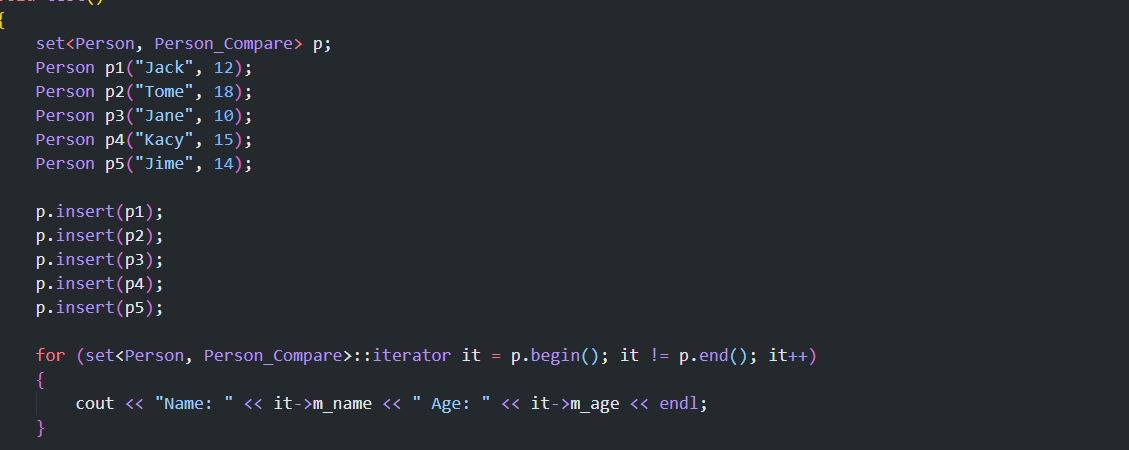 {
set<Person, Person_Compare> p;
Person p1("Jack", 12);
Person p2("Tome", 18);
Person p3("Jane", 10);
Person p4("Kacy", 15);
Person p5("Jime", 14);
p.insert(p1);
p.insert(p2);
p.insert(p3);
p.insert(p4);
p.insert(p5);
for (set<Person, Person_Compare>::iterator it = p.begin(); it != p.end(); it++)
{
cout << "Name: " << it->m_name << " Age: " << it->m_age << endl;
}